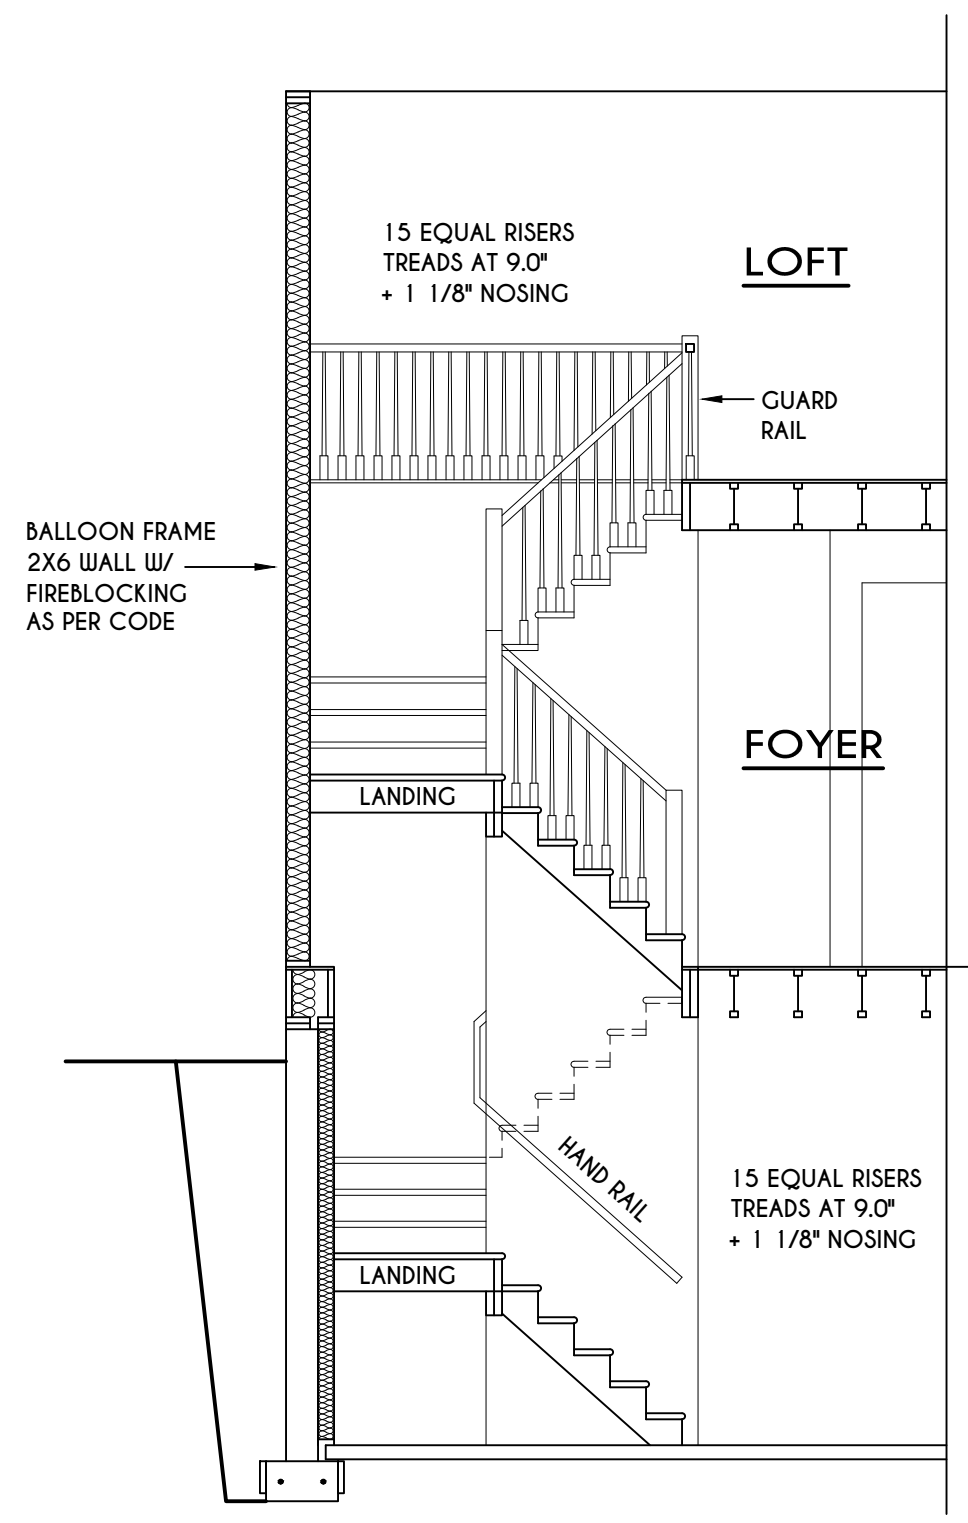 15 EQUAL RISERS
TREADS AT 9.0"
+ 1 1/8" NOSING
LOFT
GUARD
RAIL
BALLOON FRAME
2X6 WALL W/
FIREBLOCKING
AS PER CODE
FOYER
LANDING
HAND RAIL
15 EQUAL RISERS
TREADS AT 9.0"
+ 1 1/8" NOSING
LANDING